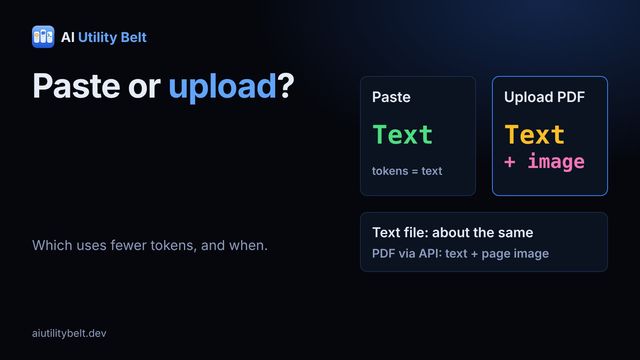 AI Utility Belt
Paste or upload?
Which uses fewer tokens, and when.
aiutilitybelt.dev
Paste
Text
tokens = text
Upload PDF
Text
+ image
Text file: about the same
PDF via API: text + page image